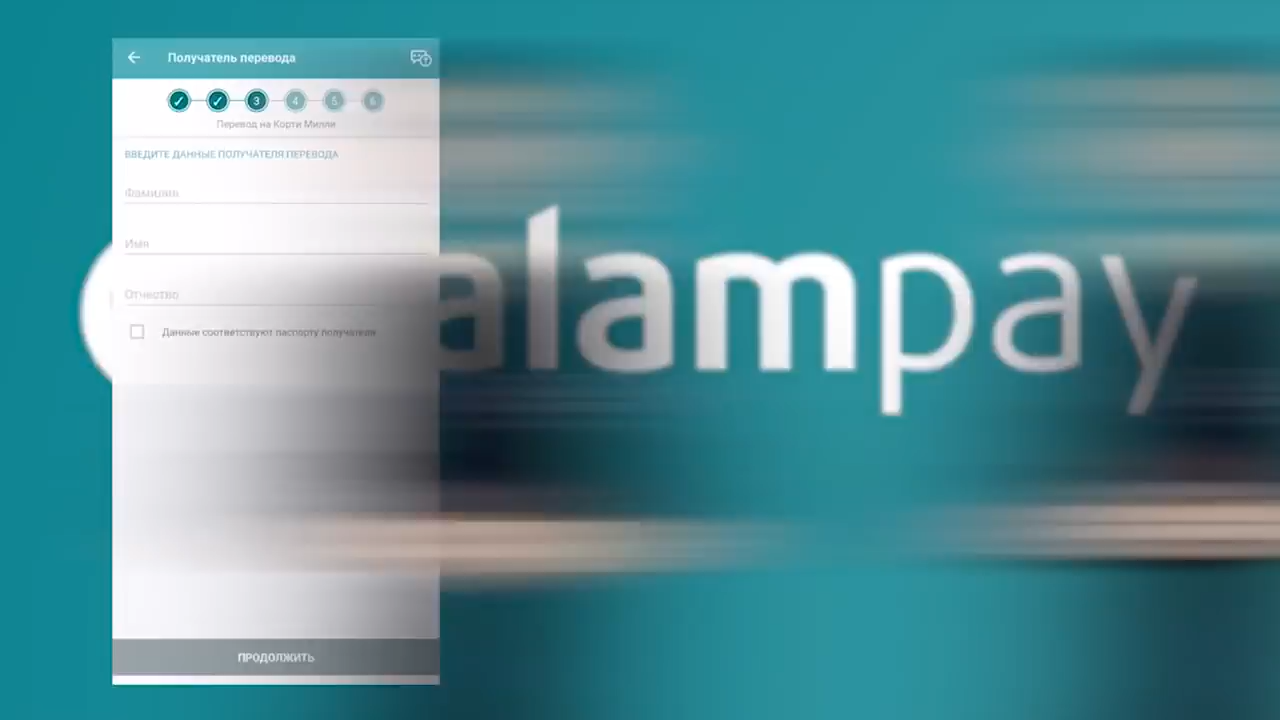 Получатель перевода
3 4 5 6
Перевод на Корти Милли
ВВЕДИТЕ ДАННЫЕ ПОЛУЧАТЕЛЯ ПЕРЕВОДА
Фамилия
Имя
alampay
Отчество
Данные соответствуют паспорту получателя
ПРОДОЛЖИТЬ